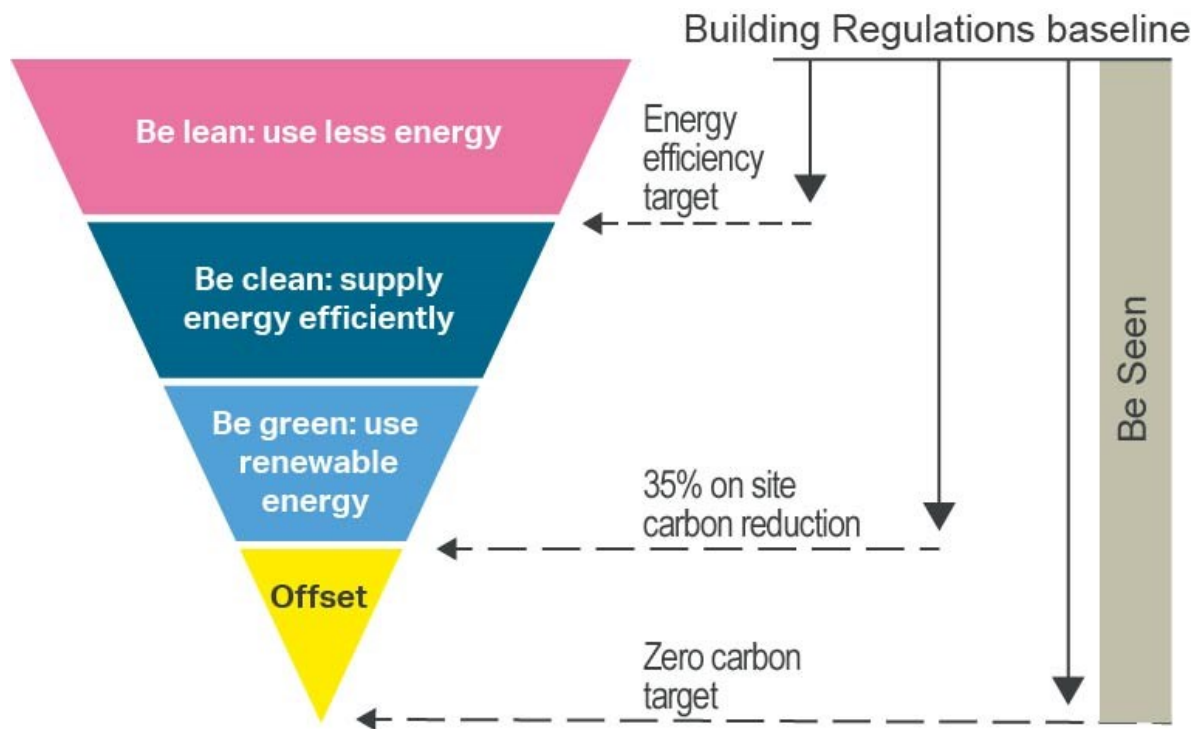 Building Regulations baseline
Be lean: use less energy
Energy
efficiency
target
Be clean: supply
energy efficiently
Be Seen
Be green: use
renewable
energy
35% on site
carbon reduction
Offset
Zero carbon
target